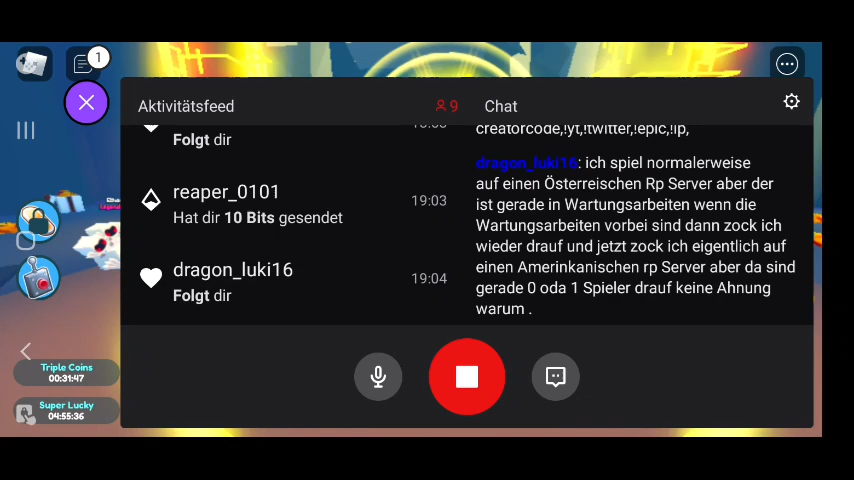 1
Aktivitätsfeed
9
Chat
Folgt dir
creatorcode,!yt,!twitter,!epic,!ip,
reaper_0101
Hat dir 10 Bits gesendet
19:03
dragon_luki16
Folgt dir
19:04
dragon_luki16: ich spiel normalerweise
auf einen Österreischen Rp Server aber der
ist gerade in Wartungsarbeiten wenn die
Wartungsarbeiten vorbei sind dann zock ich
wieder drauf und jetzt zock ich eigentlich auf
einen Amerinkanischen rp Server aber da sind
gerade 0 oda 1 Spieler drauf keine Ahnung
warum .
Triple Coins
00:31:47
Super Lucky
04:55:36